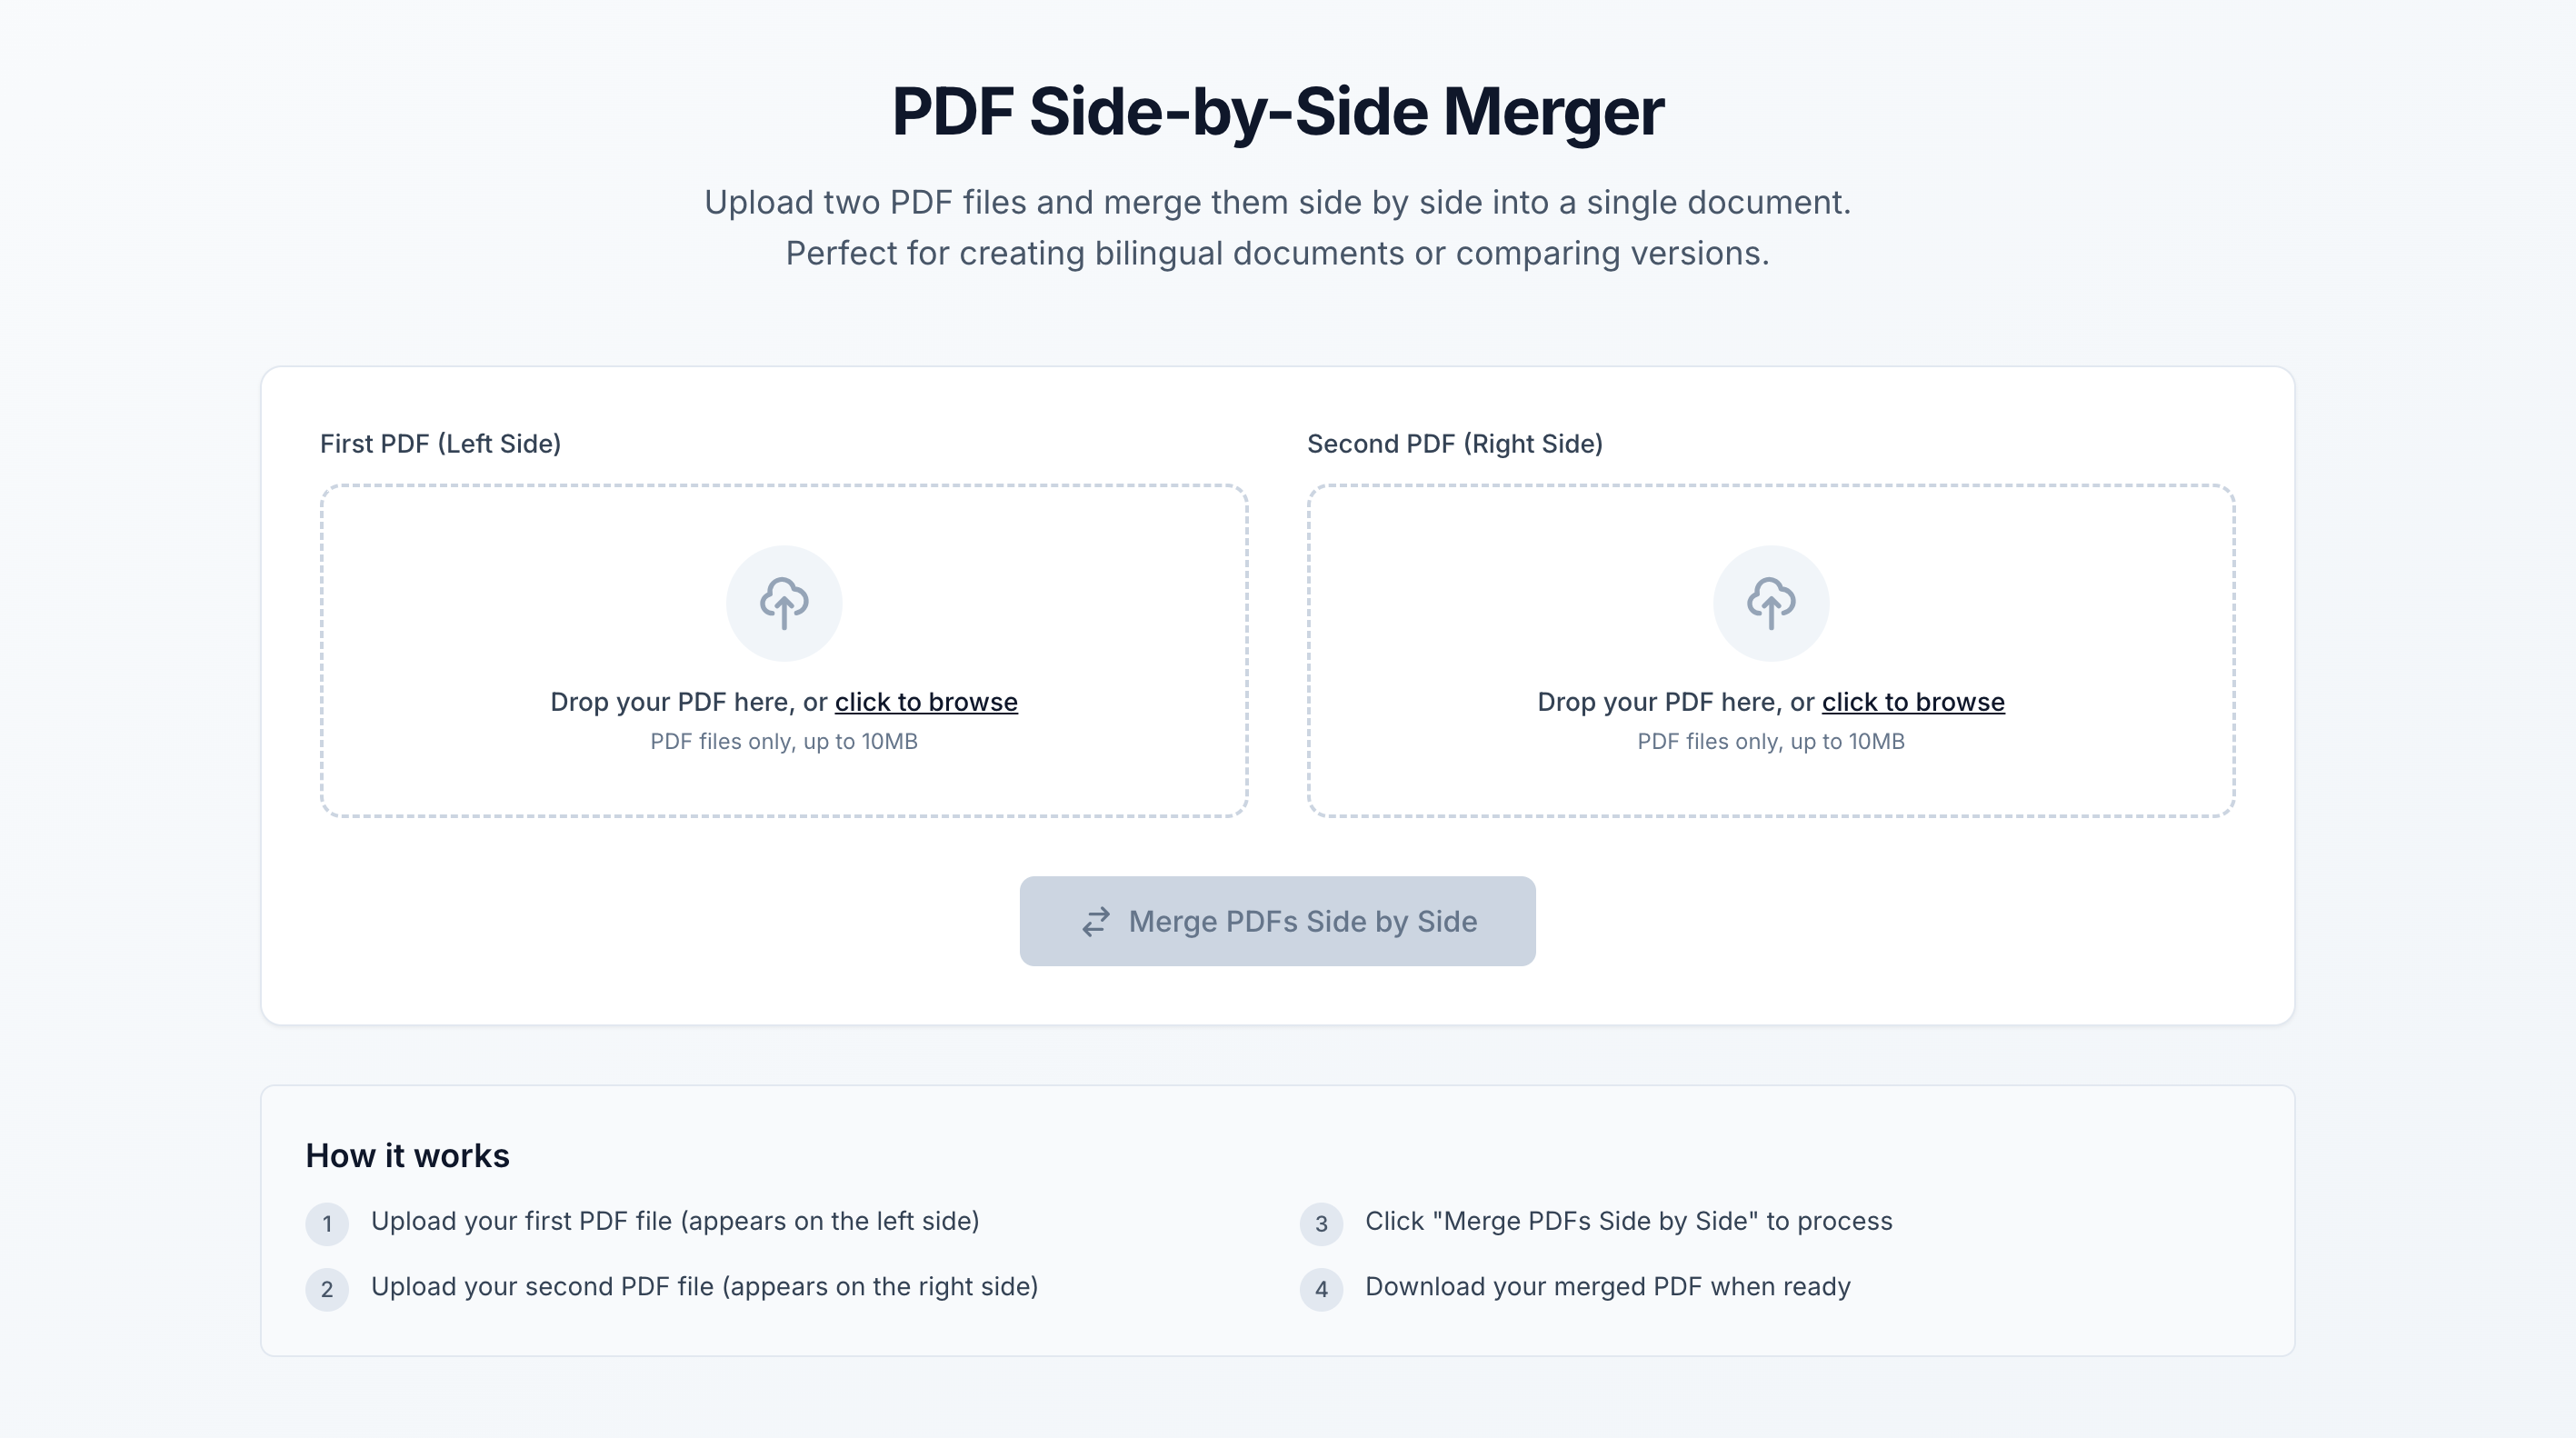 PDF Side-by-Side Merger
Upload two PDF files and merge them side by side into a single document.
Perfect for creating bilingual documents or comparing versions.
First PDF (Left Side)
Drop your PDF here, or click to browse
PDF files only, up to 10MB
Second PDF (Right Side)
Drop your PDF here, or click to browse
PDF files only, up to 10MB
Merge PDFs Side by Side
How it works
1 Upload your first PDF file (appears on the left side)
2 Upload your second PDF file (appears on the right side)
3 Click "Merge PDFs Side by Side" to process
4 Download your merged PDF when ready